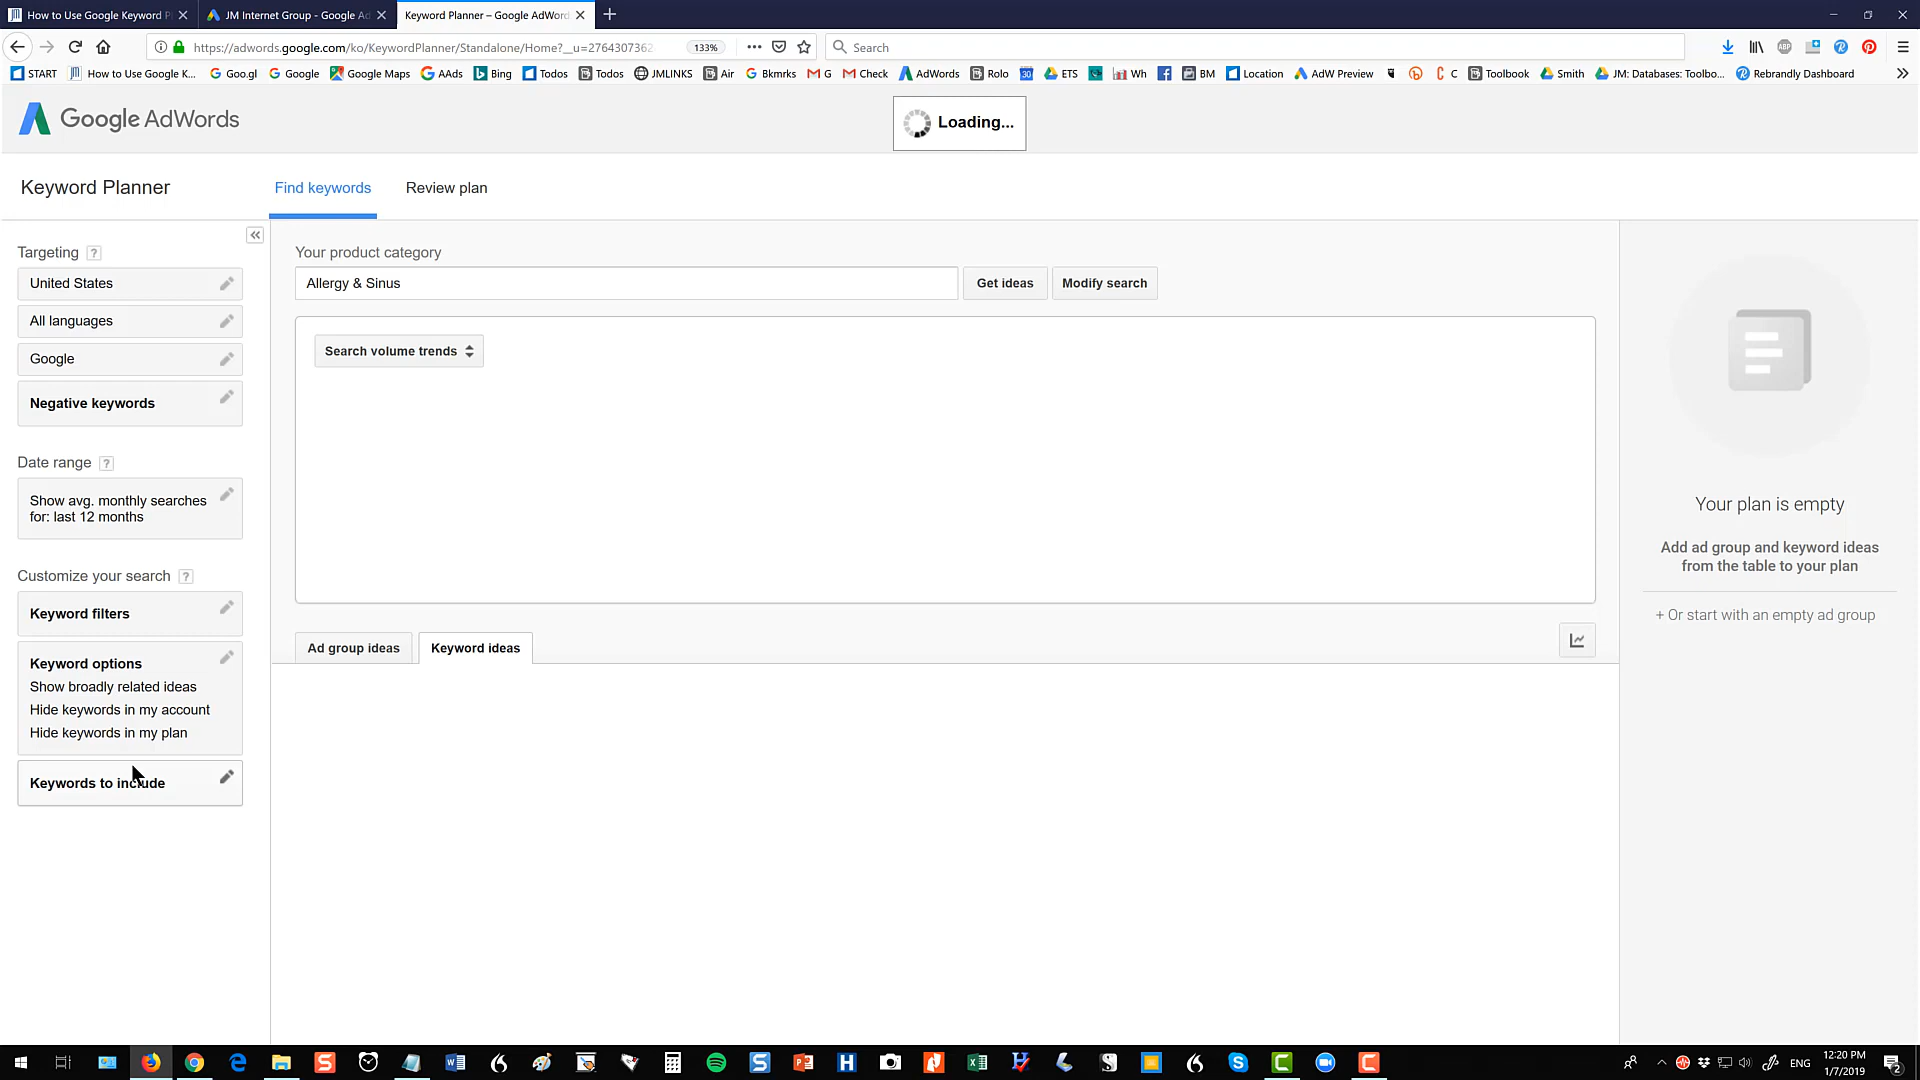 How to Use Google Keyword P
JM Internet Group - Google Ad
Keyword Planner – Google AdWord
https://adwords.google.com/ko/KeywordPlanner/Standalone/Home?__u=2764307362
133%
Search
START
How to Use Google K...
Goo.gl
Google
Google Maps
AAds
Bing
Todos
Todos
JMLINKS
Air
Bkmrks
G
Check
AdWords
Rolo
ETS
Wh
BM
Location
AdW Preview
C
Toolbook
Smith
JM: Databases: Toolbo...
Rebrandly Dashboard
Google AdWords
Loading...
Keyword Planner
Find keywords
Review plan
Targeting ?
United States
All languages
Google
Negative keywords
Date range ?
Show avg. monthly searches
for: last 12 months
Customize your search ?
Keyword filters
Keyword options
Show broadly related ideas
Hide keywords in my account
Hide keywords in my plan
Keywords to include
Your product category
Allergy & Sinus
Get ideas
Modify search
Search volume trends
Ad group ideas
Keyword ideas
Your plan is empty
Add ad group and keyword ideas
from the table to your plan
+ Or start with an empty ad group
ENG
12:20 PM
1/7/2019
2